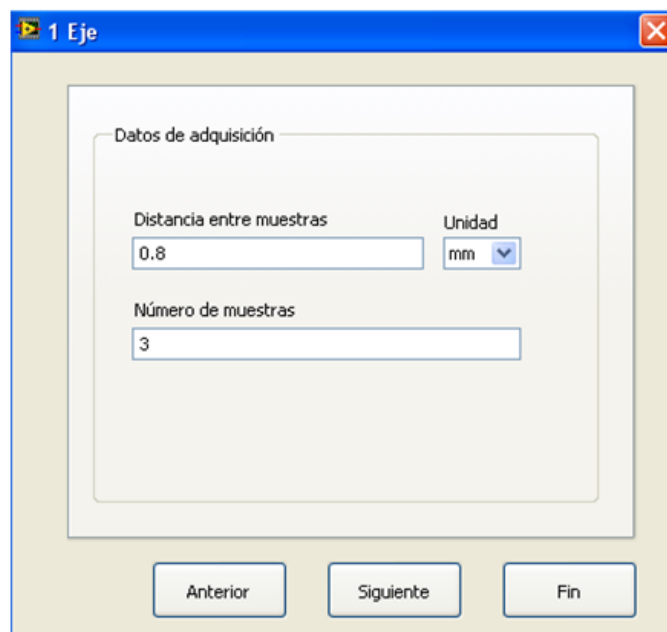 1 Eje
Datos de adquisición
Distancia entre muestras
Unidad
0.8
mm
Número de muestras
3
Anterior
Siguiente
Fin